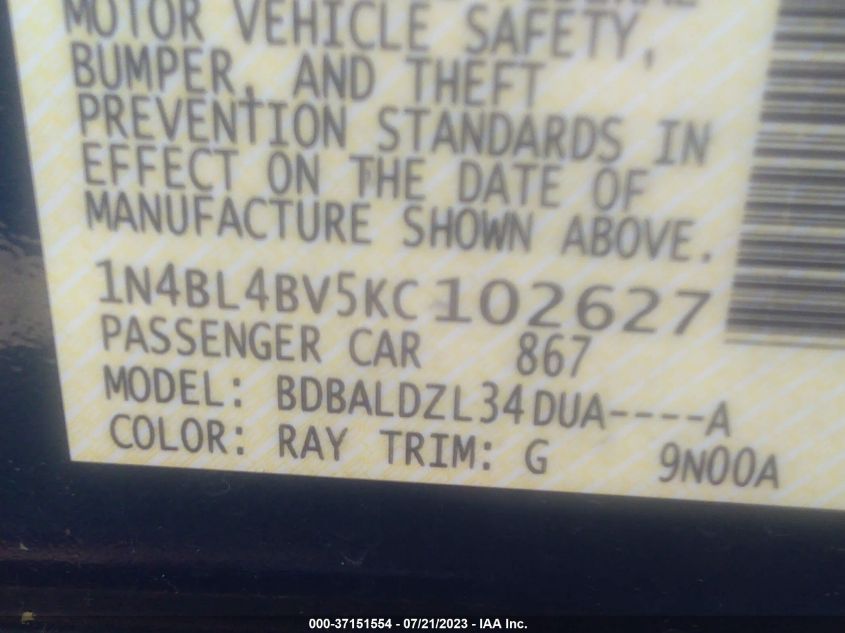 MOTOR VEHICLE SAFETY,
BUMPER, AND THEFT
PREVENTION STANDARDS IN
EFFECT ON THE DATE OF
MANUFACTURE SHOWN ABOVE.
1N4BL4BV5KC102627
PASSENGER CAR 867
MODEL: BDBALDZL34DUA----A
COLOR: RAY TRIM: G 9N00A
000-37151554 - 07/21/2023 - IAA Inc.